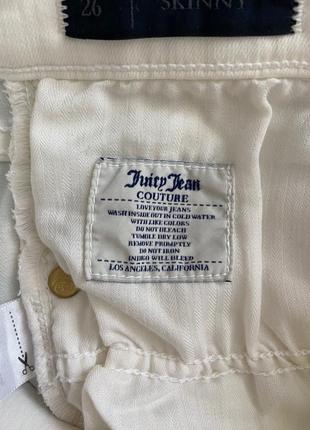 26 SKINNY
Juicy Jean
COUTURE
LOVE YOUR JEANS
WASH INSIDE OUT IN COLD WATER
WITH LIKE COLORS
DO NOT BLEACH
TUMBLE DRY LOW
REMOVE PROMPTLY
DO NOT IRON
INDIGO WILL BLEED
LOS ANGELES, CALIFORNIA